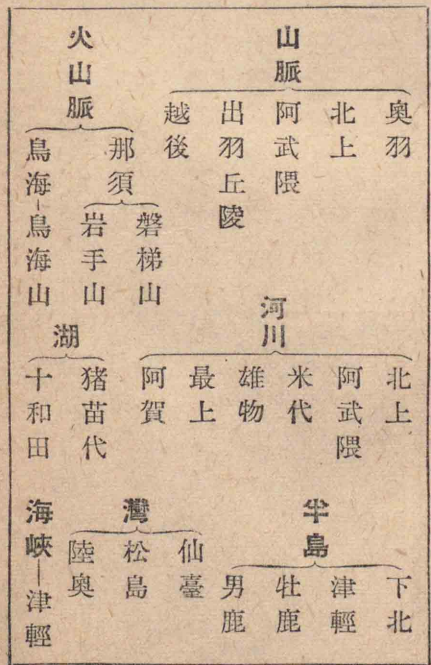 山脈
奥羽
北上
阿武隈
出羽丘陵
越後
火山脈
那須
磐梯山
岩手山
鳥海―鳥海山
河川
北上
阿武隈
米代
雄物
最上
阿賀
湖
猪苗代
十和田
半島
下北
津輕
牡鹿
男鹿
灣
仙臺
松島
陸奥
海峽―津輕